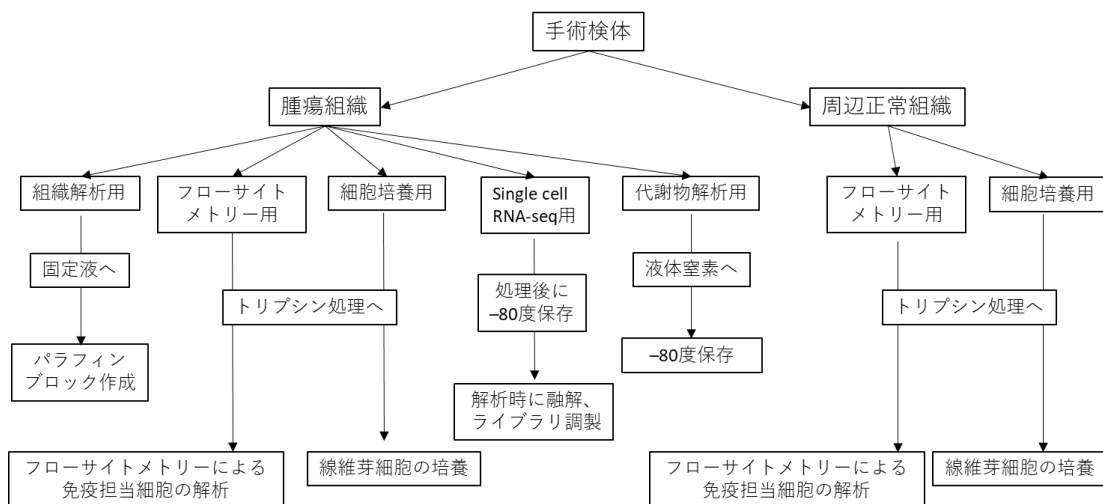 手術検体
腫瘍組織
周辺正常組織
組織解析用
フローサイト
メトリー用
細胞培養用
Single cell
RNA-seq用
代謝物解析用
フローサイト
メトリー用
細胞培養用
固定液へ
トリプシン処理へ
処理後に
–80度保存
液体窒素へ
トリプシン処理へ
パラフィン
ブロック作成
–80度保存
解析時に融解、
ライブラリ調製
フローサイトメトリーによる
免疫担当細胞の解析
線維芽細胞の培養
フローサイトメトリーによる
免疫担当細胞の解析
線維芽細胞の培養